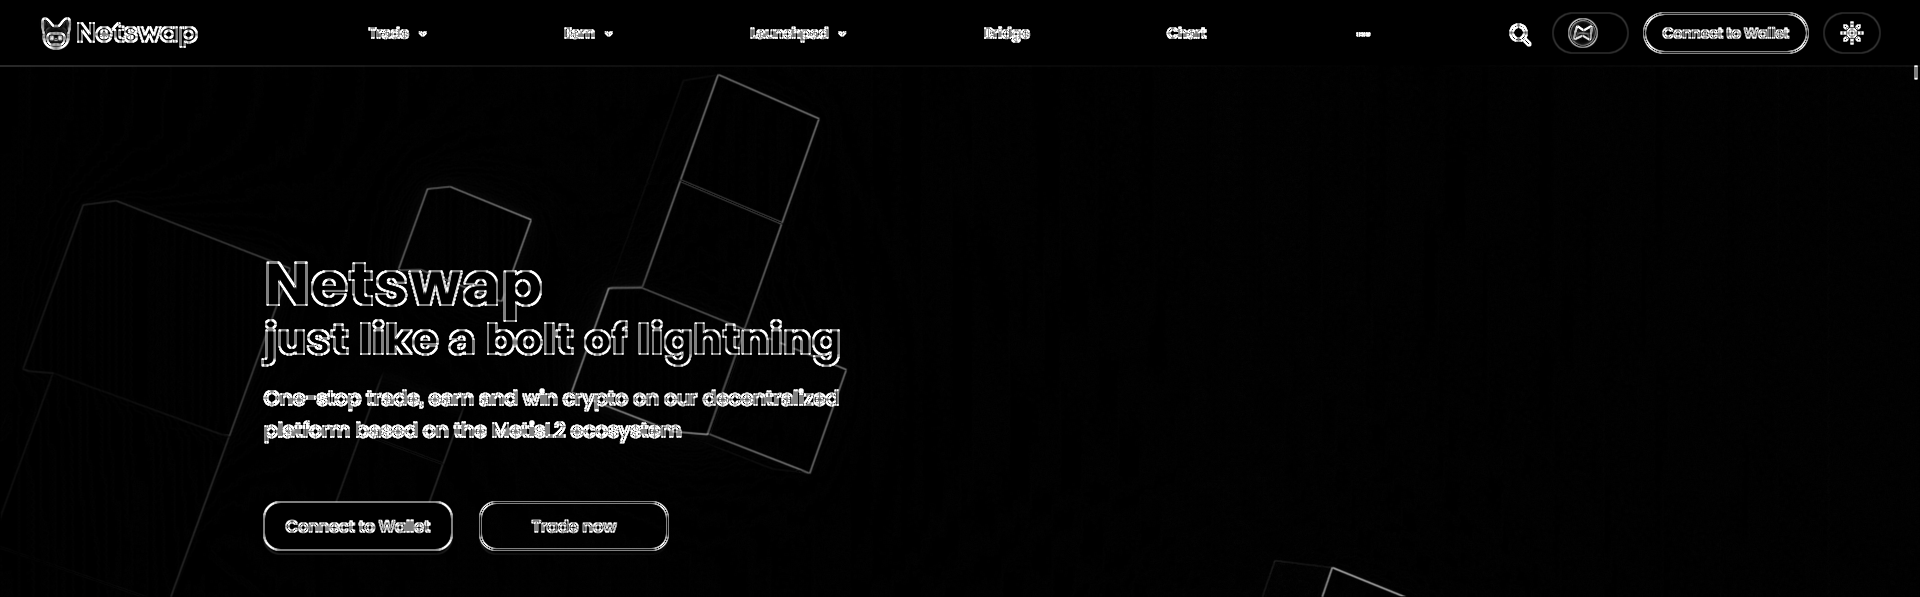 Netswap
Trade
Earn
Launchpad
Bridge
Chart
Connect to Wallet
Netswap
just like a bolt of lightning
One-stop trade, earn and win crypto on our decentralized
platform based on the MetisL2 ecosystem
Connect to Wallet
Trade now